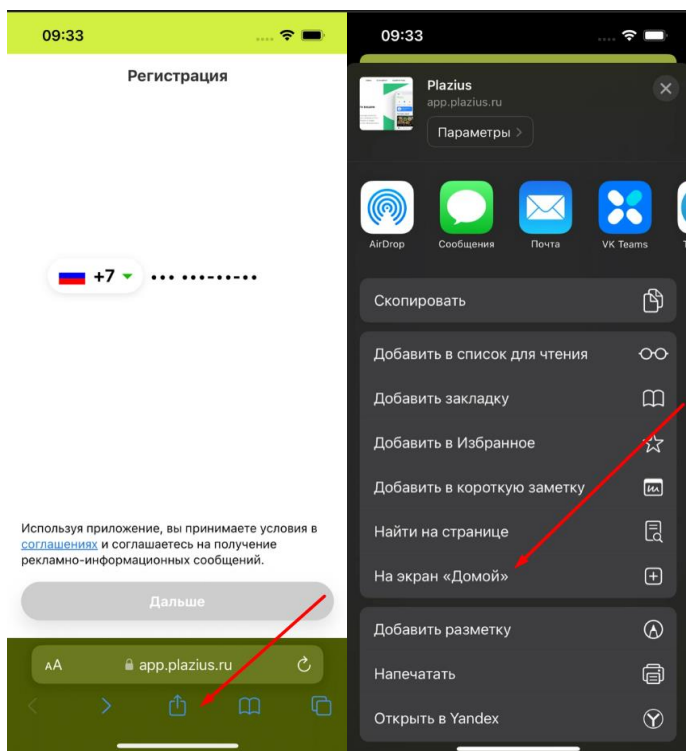 09:33
Регистрация
+7
Используя приложение, вы принимаете условия в
соглашениях и соглашаетесь на получение
рекламно-информационных сообщений.
Дальше
AA
app.plazius.ru
09:33
Plazius
app.plazius.ru
Параметры
AirDrop
Сообщения
Почта
VK Teams
Скопировать
Добавить в список для чтения
Добавить закладку
Добавить в Избранное
Добавить в короткую заметку
Найти на странице
На экран «Домой»
Добавить разметку
Напечатать
Открыть в Yandex